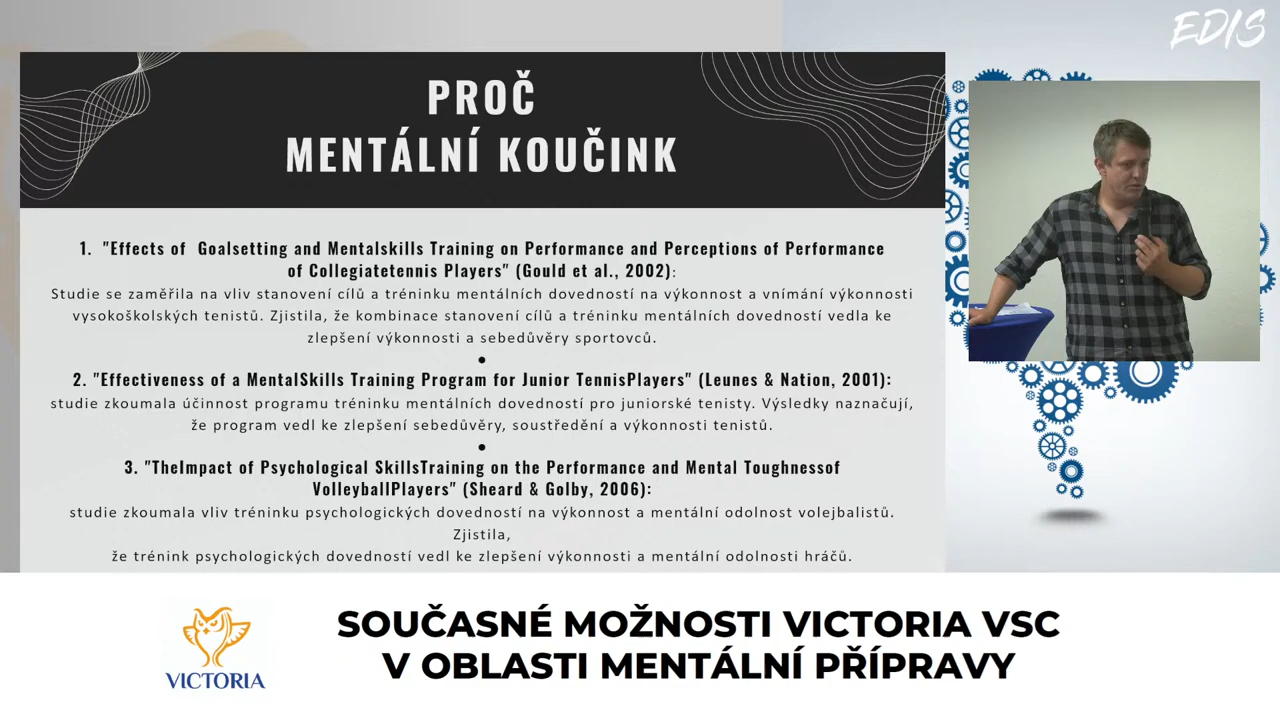 EDIS
PROČ
MENTÁLNÍ KOUČINK
1. "Effects of Goalsetting and Mentalskills Training on Performance and Perceptions of Performance
of Collegiatetennis Players" (Gould et al., 2002):
Studie se zaměřila na vliv stanovení cílů a tréninku mentálních dovedností na výkonnost a vnímání výkonnosti
vysokoškolských tenistů. Zjistila, že kombinace stanovení cílů a tréninku mentálních dovedností vedla ke
zlepšení výkonnosti a sebedůvěry sportovců.
•
2. "Effectiveness of a MentalSkills Training Program for Junior TennisPlayers" (Leunes & Nation, 2001):
studie zkoumala účinnost programu tréninku mentálních dovedností pro juniorské tenisty. Výsledky naznačují,
že program vedl ke zlepšení sebedůvěry, soustředění a výkonnosti tenistů.
•
3. "TheImpact of Psychological SkillsTraining on the Performance and Mental Toughnessof
VolleyballPlayers" (Sheard & Golby, 2006):
studie zkoumala vliv tréninku psychologických dovedností na výkonnost a mentální odolnost volejbalistů.
Zjistila,
že trénink psychologických dovedností vedl ke zlepšení výkonnosti a mentální odolnosti hráčů.
VICTORIA
SOUČASNÉ MOŽNOSTI VICTORIA VSC
V OBLASTI MENTÁLNÍ PŘÍPRAVY